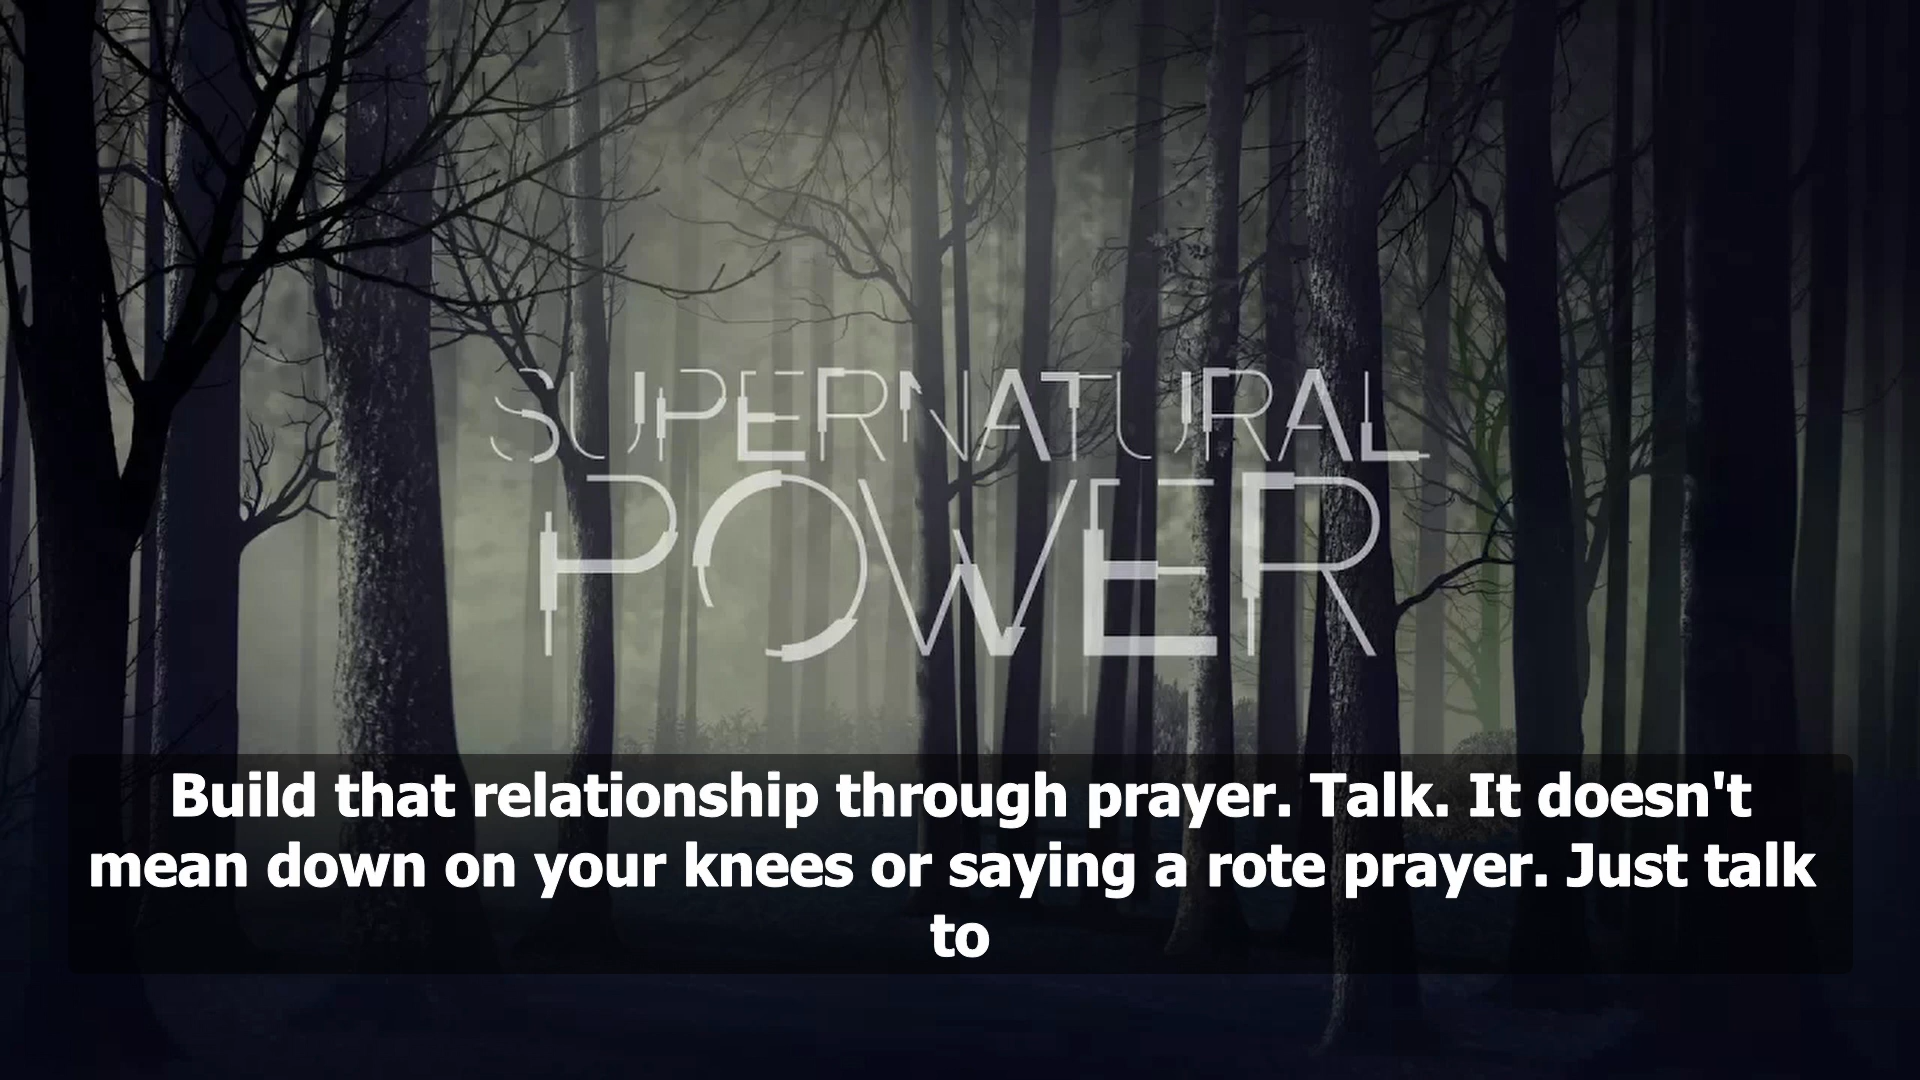 SUPERNATURAL
POWER
Build that relationship through prayer. Talk. It doesn't
mean down on your knees or saying a rote prayer. Just talk
to